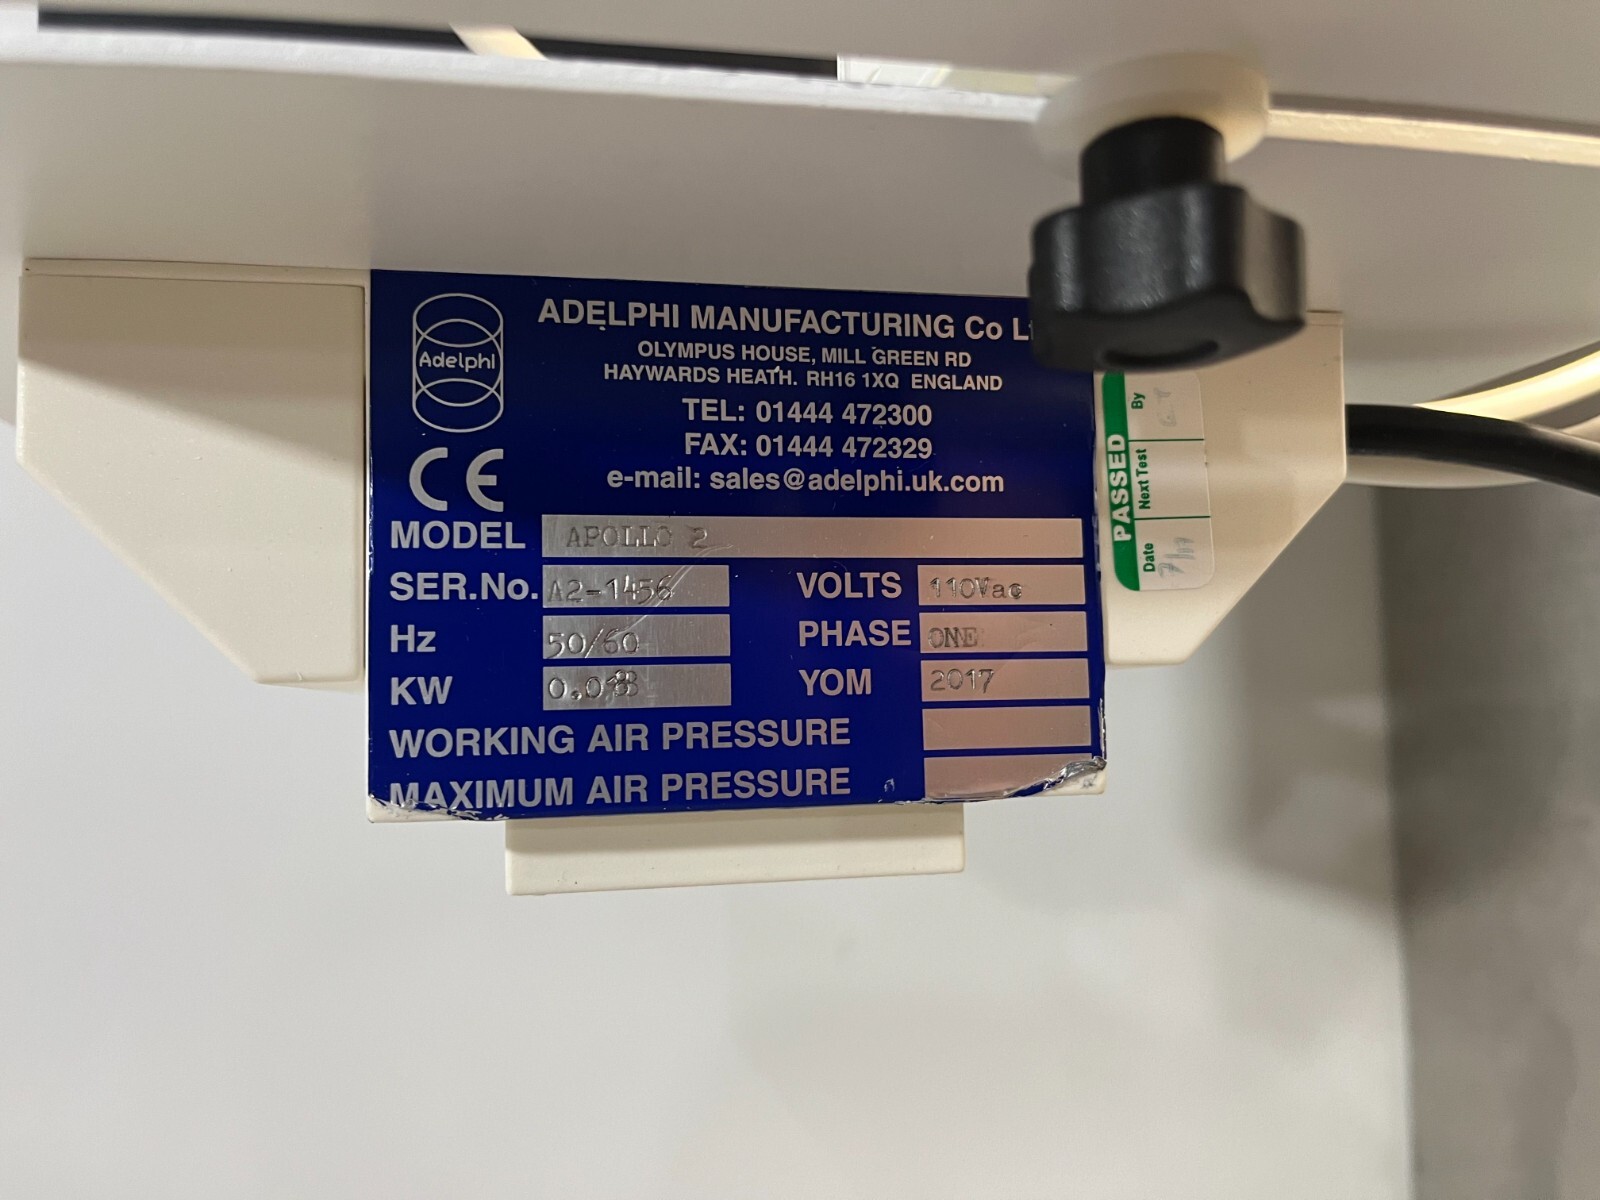 Adelphi
ADELPHI MANUFACTURING Co
OLYMPUS HOUSE, MILL GREEN RD
HAYWARDS HEATH. RH16 1XQ ENGLAND
TEL: 01444 472300
FAX: 01444 472329
e-mail: sales@adelphi.uk.com
CE
MODEL APOLLO 2
SER.No. A2-1456 VOLTS 110Vac
Hz 50/60 PHASE ONE
KW YOM 2017
WORKING AIR PRESSURE
MAXIMUM AIR PRESSURE
PASSED
Date Next Test By